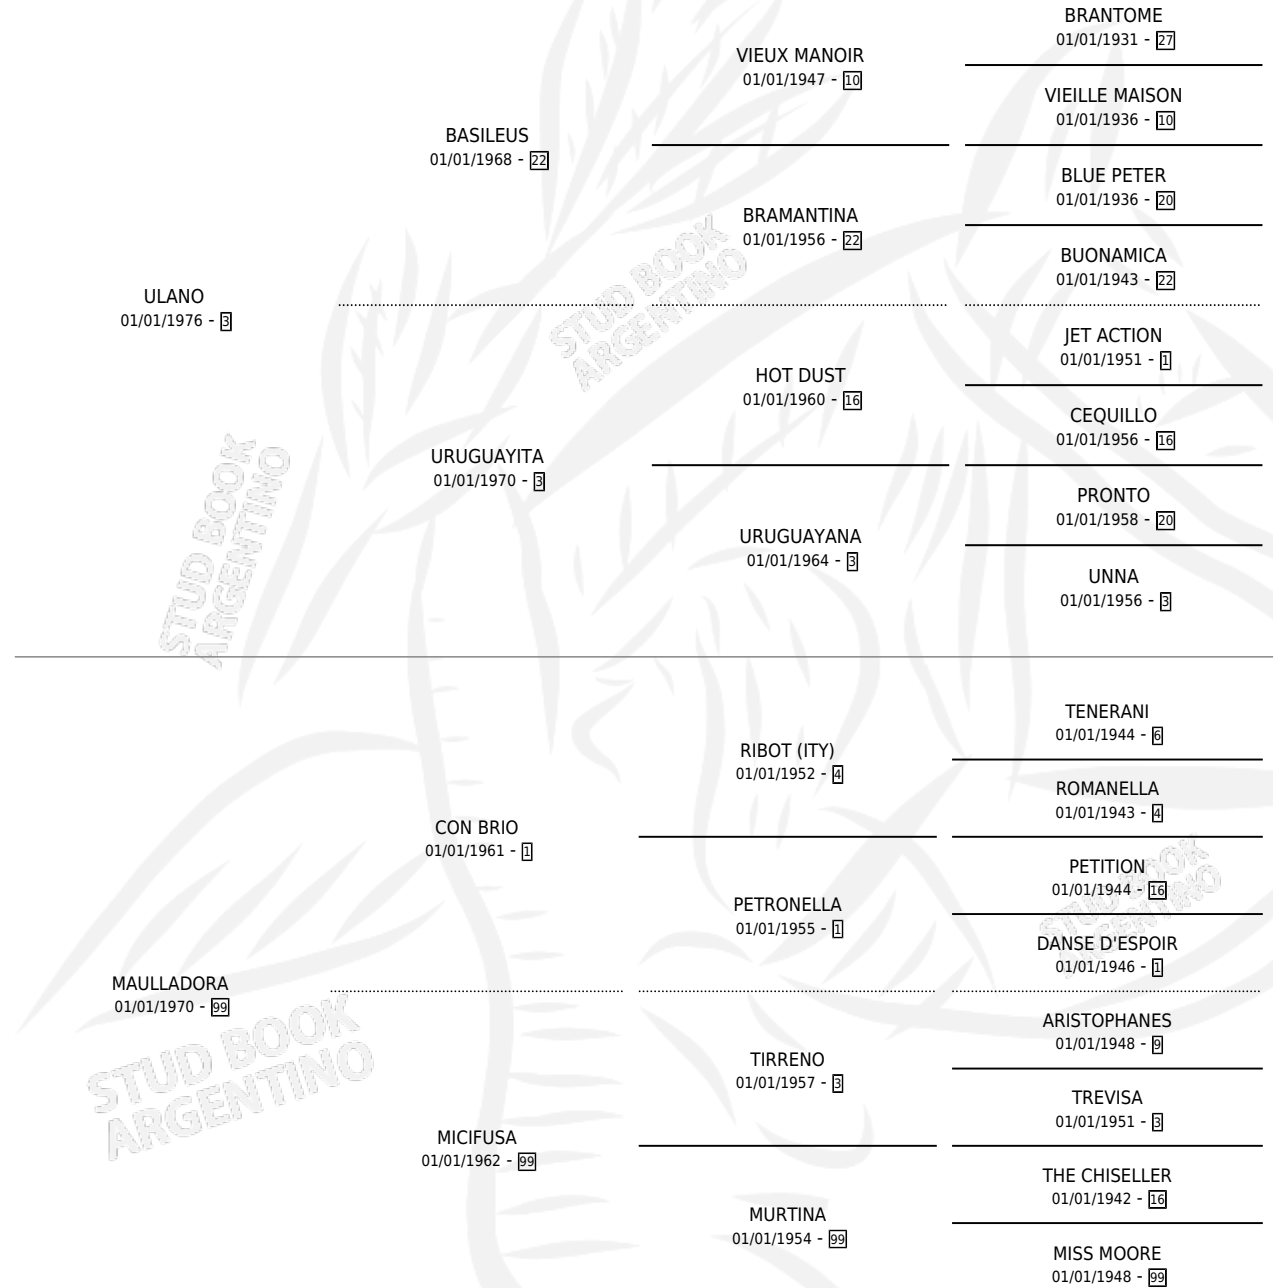 BRANTOME
01/01/1931 - 27
VIEUX MANOIR
01/01/1947 - 10
VIEILLE MAISON
01/01/1936 - 10
BASILEUS
01/01/1968 - 22
BLUE PETER
01/01/1936 - 20
BRAMANTINA
01/01/1956 - 22
BUONAMICA
01/01/1943 - 22
ULANO
01/01/1976 - 3
STUD BOOK
ARGENTINO
JET ACTION
01/01/1951 - 1
HOT DUST
01/01/1960 - 16
CEQUILLO
01/01/1956 - 16
URUGUAYITA
01/01/1970 - 3
PRONTO
01/01/1958 - 20
URUGUAYANA
01/01/1964 - 3
UNNA
01/01/1956 - 3
STUD BOOK
ARGENTINO
TENERANI
01/01/1944 - 6
RIBOT (ITY)
01/01/1952 - 4
ROMANELLA
01/01/1943 - 4
CON BRIO
01/01/1961 - 1
PETITION
01/01/1944 - 16
PETRONELLA
01/01/1955 - 1
DANSE D'ESPOIR
01/01/1946 - 1
STUD BOOK
ARGENTINO
MAULLADORA
01/01/1970 - 99
STUD BOOK
ARGENTINO
ARISTOPHANES
01/01/1948 - 9
TIRRENO
01/01/1957 - 3
TREVISA
01/01/1951 - 3
MICIFUSA
01/01/1962 - 99
THE CHISELLER
01/01/1942 - 16
MURTINA
01/01/1954 - 99
MISS MOORE
01/01/1948 - 99